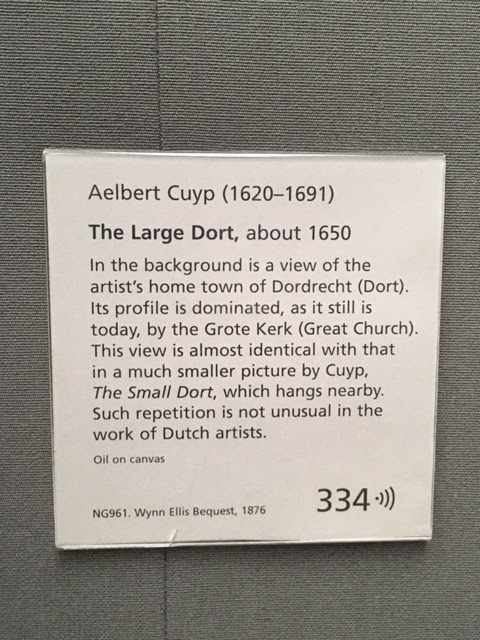 Aelbert Cuyp (1620–1691)
The Large Dort, about 1650
In the background is a view of the
artist's home town of Dordrecht (Dort).
Its profile is dominated, as it still is
today, by the Grote Kerk (Great Church).
This view is almost identical with that
in a much smaller picture by Cuyp,
The Small Dort, which hangs nearby.
Such repetition is not unusual in the
work of Dutch artists.
Oil on canvas
NG961. Wynn Ellis Bequest, 1876
334